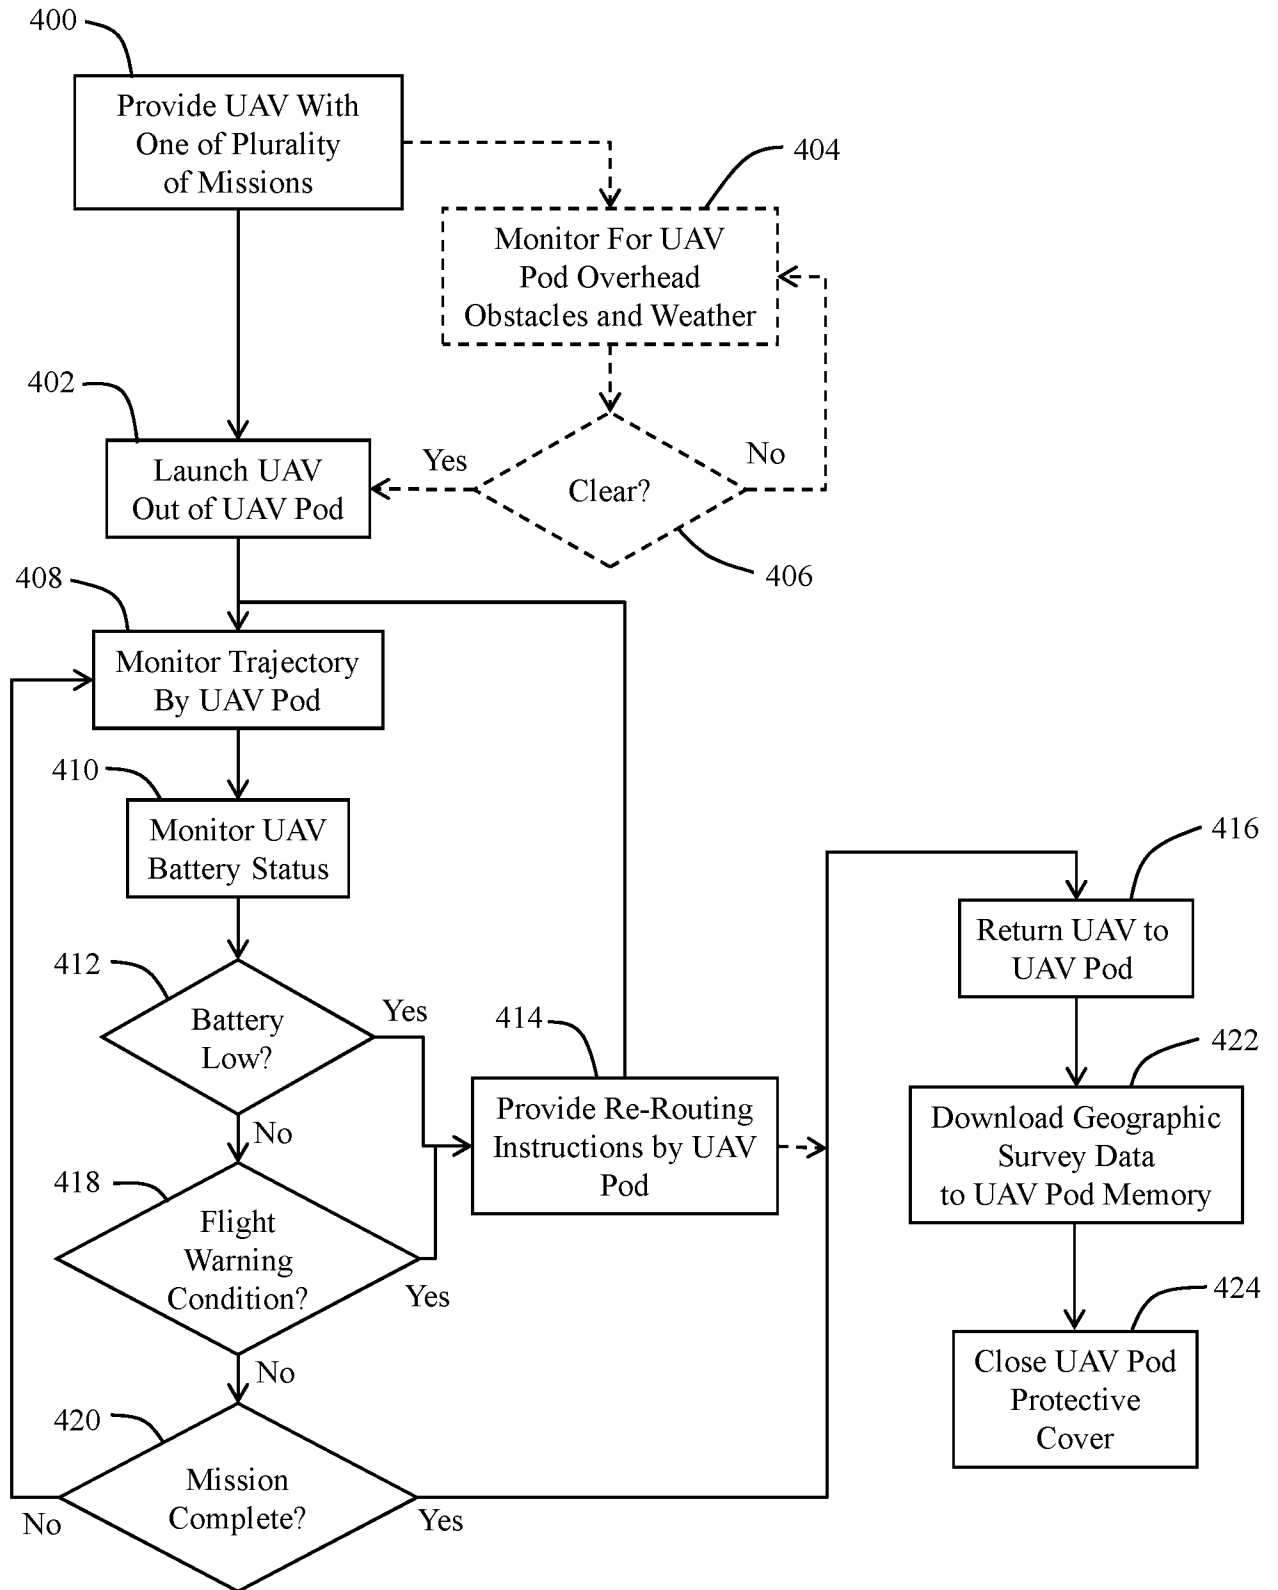 400
Provide UAV With
One of Plurality
of Missions
404
Monitor For UAV
Pod Overhead
Obstacles and Weather
402
Launch UAV
Out of UAV Pod
Yes
Clear?
No
406
408
Monitor Trajectory
By UAV Pod
410
Monitor UAV
Battery Status
412
Battery
Low?
Yes
No
414
Provide Re-Routing
Instructions by UAV
Pod
418
Flight
Warning
Condition?
Yes
No
420
Mission
Complete?
No
Yes
416
Return UAV to
UAV Pod
422
Download Geographic
Survey Data
to UAV Pod Memory
424
Close UAV Pod
Protective
Cover